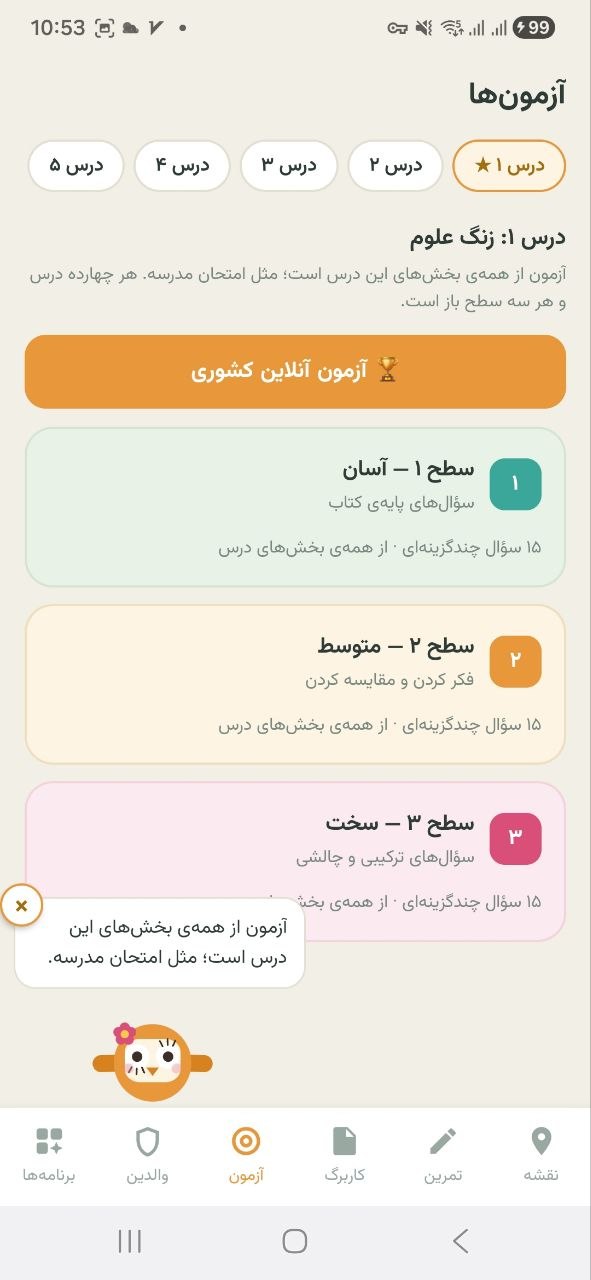 10:53
99
آزمون‌ها
درس ۱ ★
درس ۲
درس ۳
درس ۴
درس ۵
درس ۱: زنگ علوم
آزمون از همه‌ی بخش‌های این درس است؛ مثل امتحان مدرسه. هر چهارده درس
و هر سه سطح باز است.
🏆 آزمون آنلاین کشوری
۱
سطح ۱ – آسان
سؤال‌های پایه‌ی کتاب
۱۵ سؤال چندگزینه‌ای · از همه‌ی بخش‌های درس
۲
سطح ۲ – متوسط
فکر کردن و مقایسه کردن
۱۵ سؤال چندگزینه‌ای · از همه‌ی بخش‌های درس
۳
سطح ۳ – سخت
سؤال‌های ترکیبی و چالشی
۱۵ سؤال چندگزینه‌ای · از همه‌ی
آزمون از همه‌ی بخش‌های این
درس است؛ مثل امتحان مدرسه.
نقشه
تمرین
کاربرگ
آزمون
والدین
برنامه‌ها